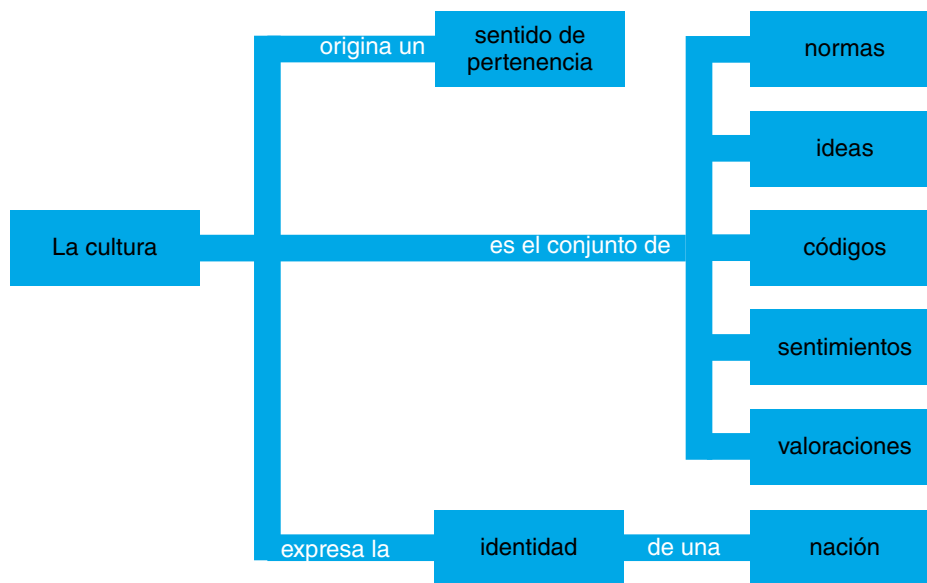 La cultura
origina un
sentido de
pertenencia
es el conjunto de
normas
ideas
códigos
sentimientos
valoraciones
expresa la
identidad
de una
nación